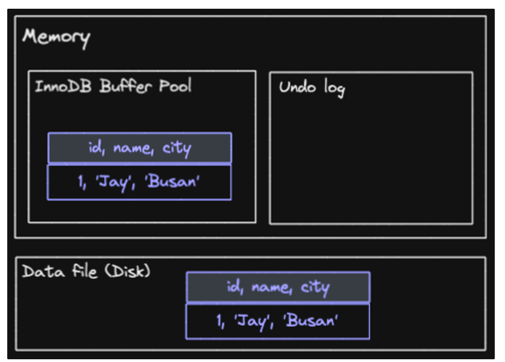 Memory
InnoDB Buffer Pool
Undo log
id, name, city
1, 'Jay', 'Busan'
Data file (Disk)
id, name, city
1, 'Jay', 'Busan'